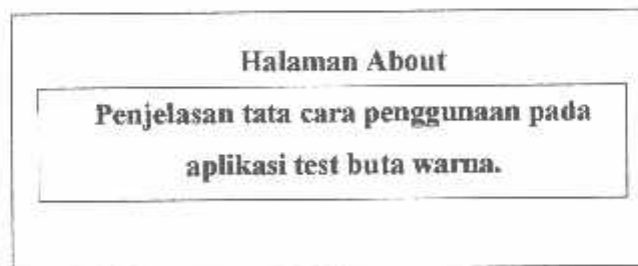 Halaman About
Penjelasan tata cara penggunaan pada
aplikasi test buta warna.